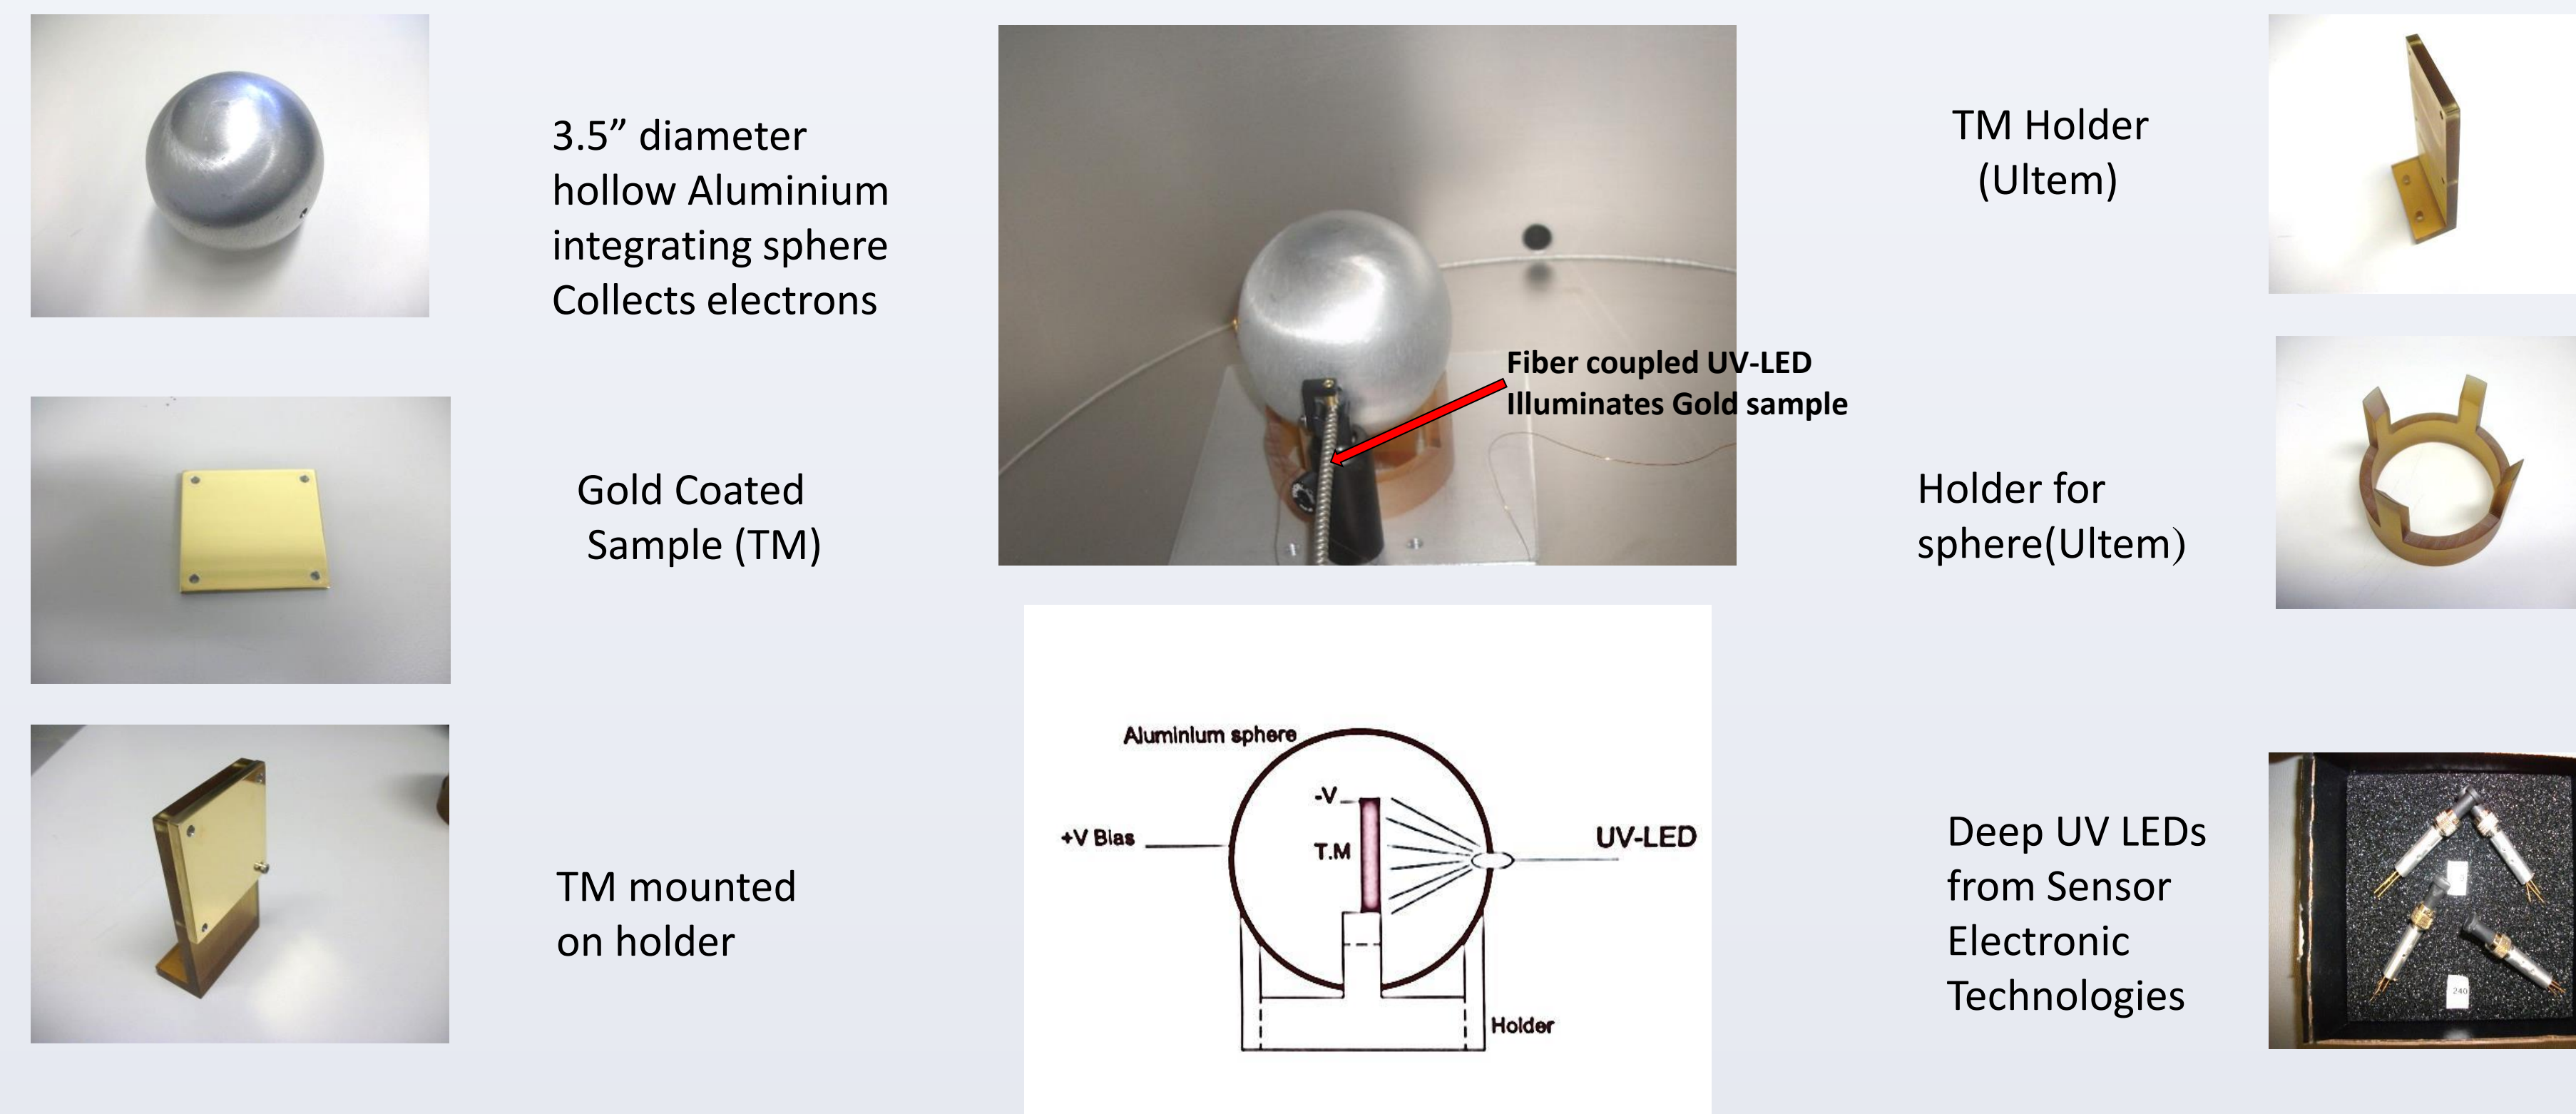 3.5” diameter
hollow Aluminium
integrating sphere
Collects electrons
Gold Coated
Sample (TM)
TM mounted
on holder
Fiber coupled UV-LED
Illuminates Gold sample
Aluminium sphere
-V
+V Bias
T.M
UV-LED
Holder
TM Holder
(Ultem)
Holder for
sphere(Ultem)
Deep UV LEDs
from Sensor
Electronic
Technologies
240